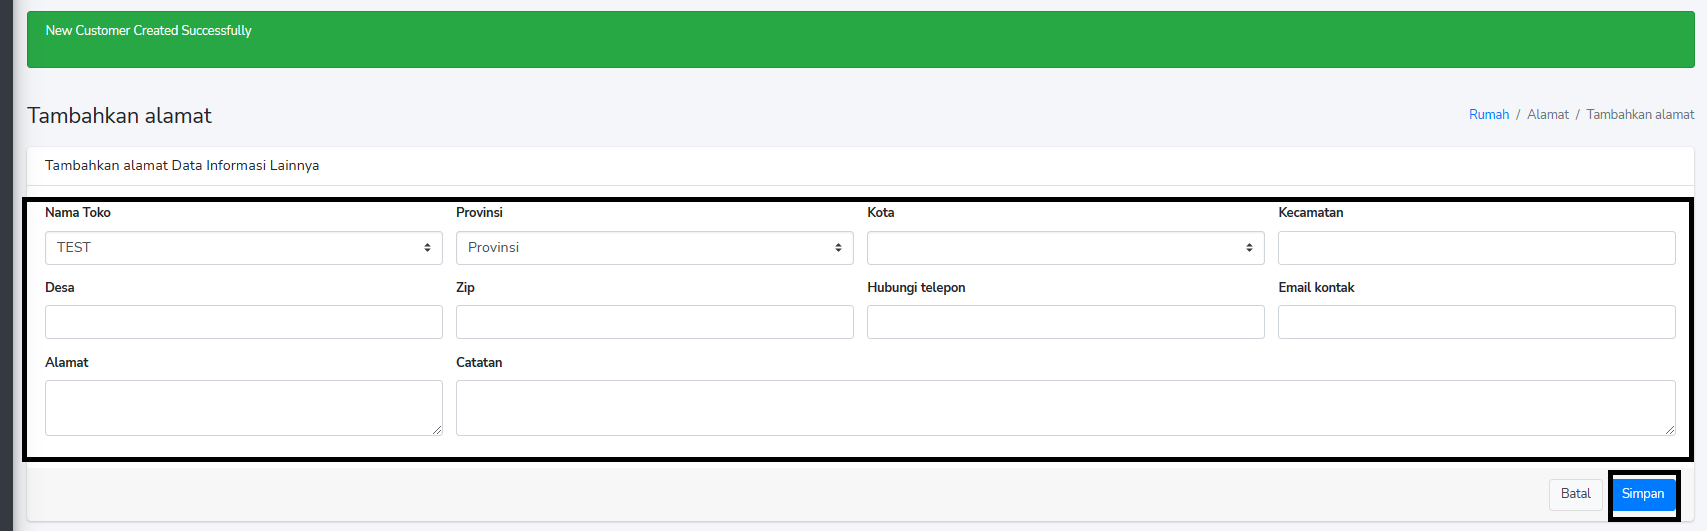 New Customer Created Successfully
Tambahkan alamat
Rumah / Alamat / Tambahkan alamat
Tambahkan alamat Data Informasi Lainnya
Nama Toko Provinsi Kota Kecamatan
TEST Provinsi
Desa Zip Hubungi telepon Email kontak
Alamat Catatan
Batal Simpan